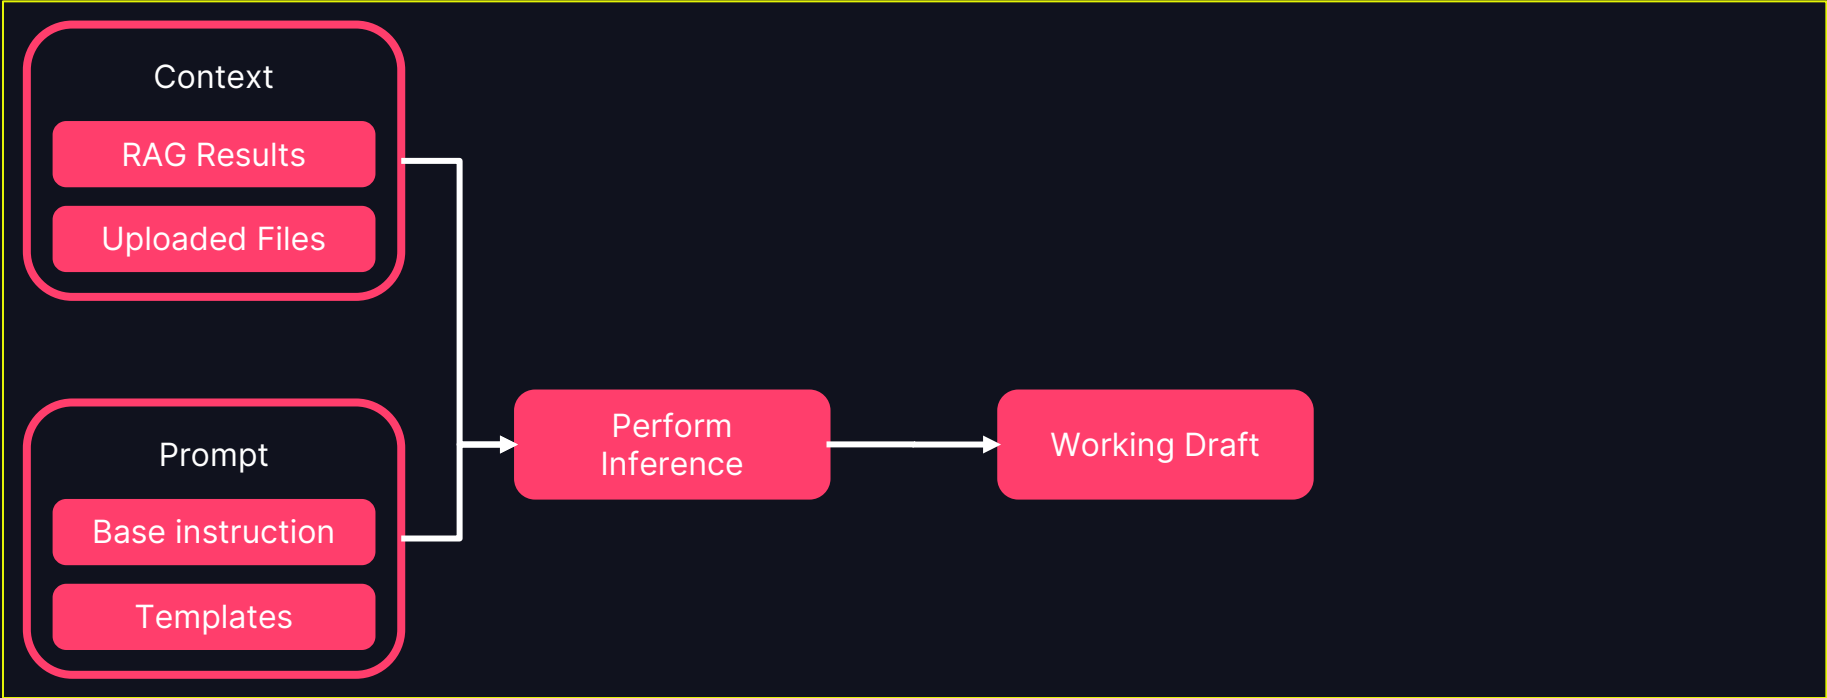 Context
RAG Results
Uploaded Files
Prompt
Base instruction
Templates
Perform
Inference
Working Draft